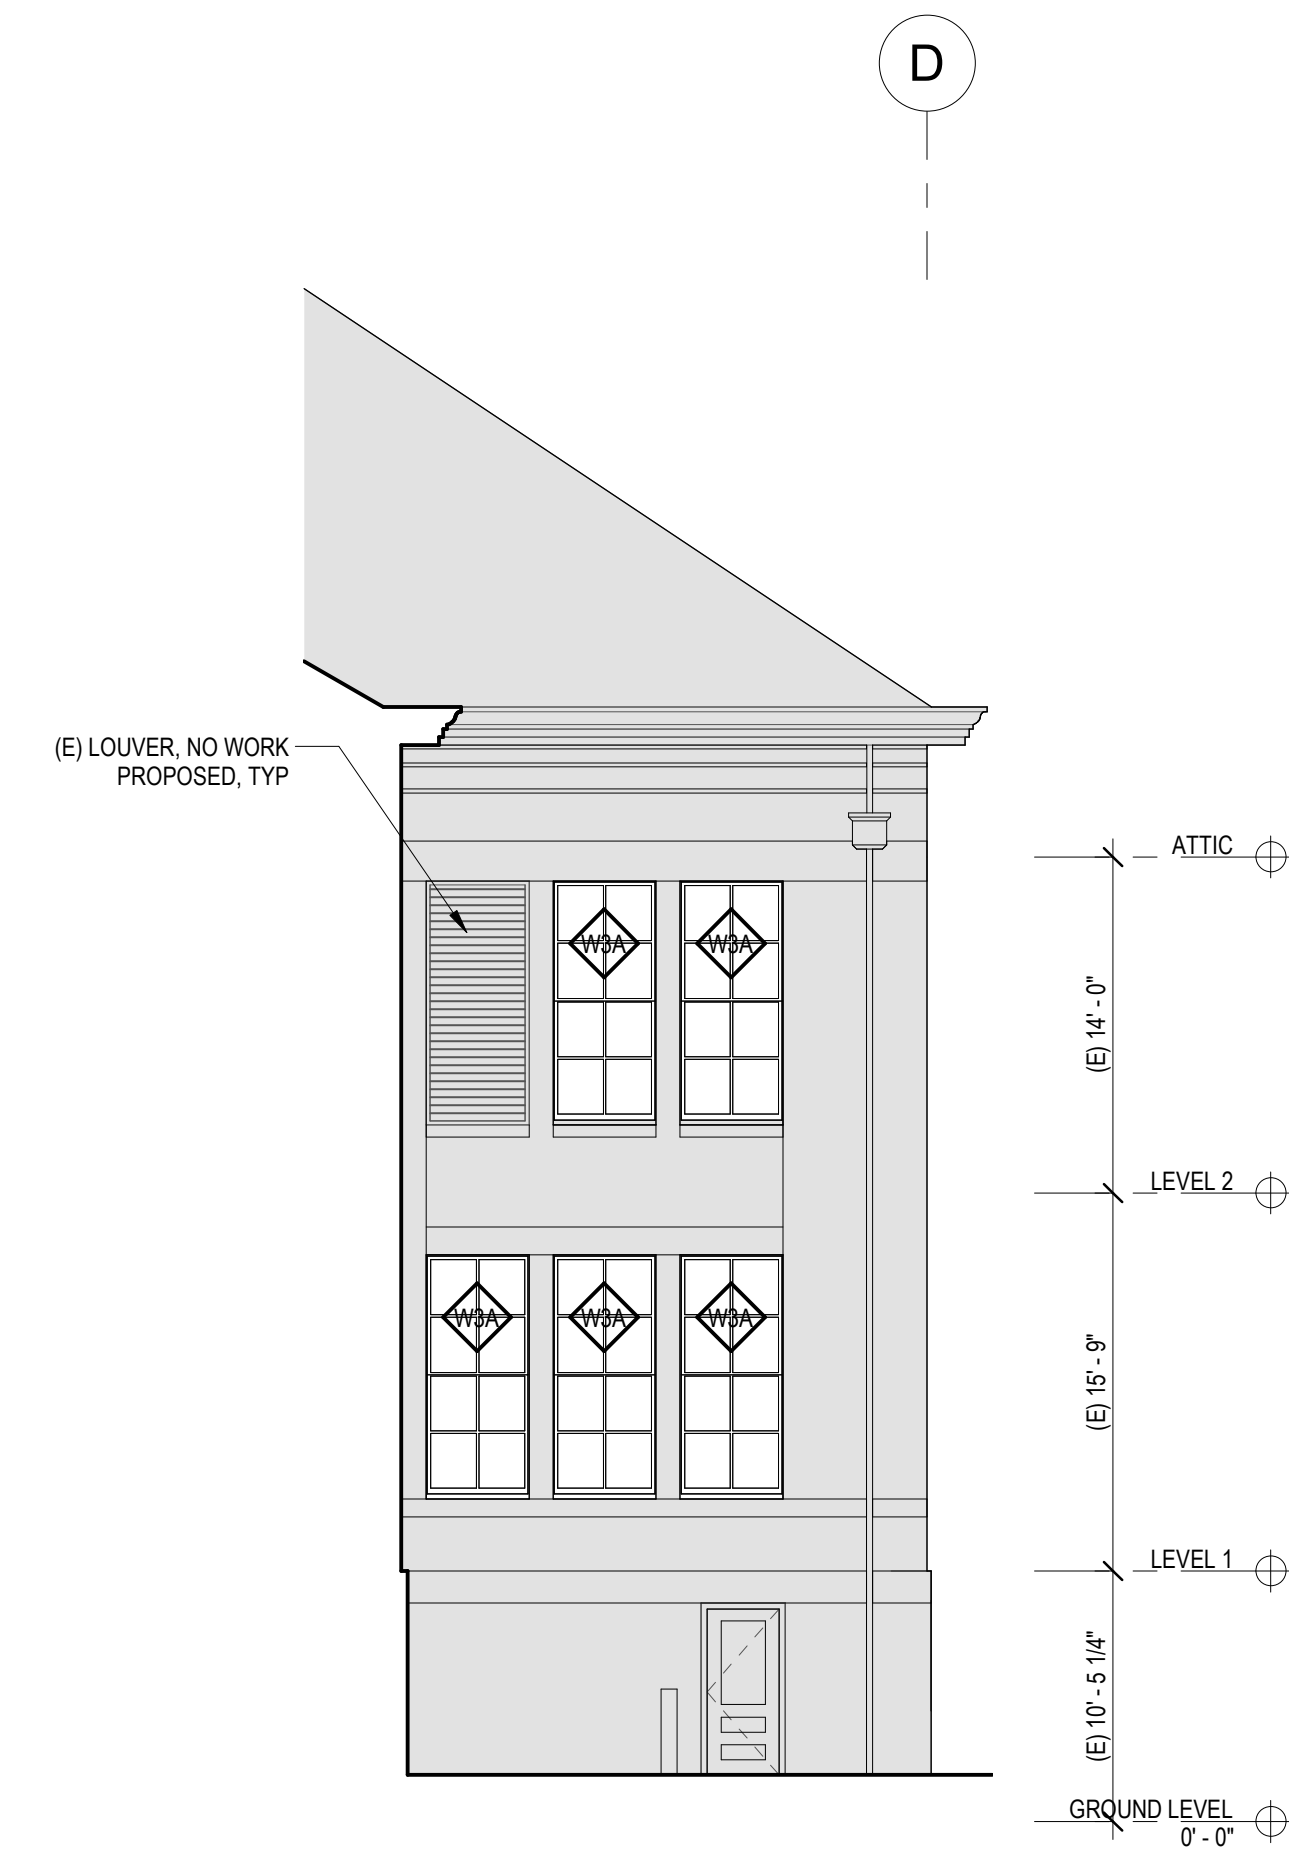 D
(E) LOUVER, NO WORK
PROPOSED, TYP
ATTIC
W3A W3A
(E) 14' - 0"
LEVEL 2
W3A W3A W3A
(E) 15' - 9"
LEVEL 1
(E) 10' - 5 1/4"
GROUND LEVEL
0' - 0"